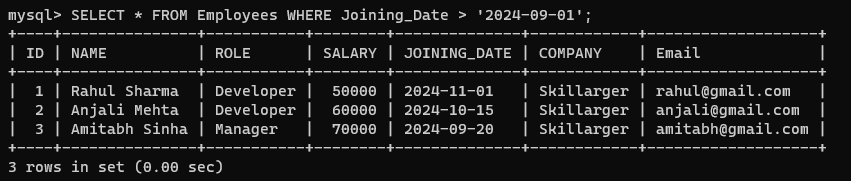 mysql> SELECT * FROM Employees WHERE Joining_Date > '2024-09-01';
+----+---------------+-----------+--------+--------------+------------+-------------------+
| ID | NAME          | ROLE      | SALARY | JOINING_DATE | COMPANY    | Email             |
+----+---------------+-----------+--------+--------------+------------+-------------------+
|  1 | Rahul Sharma  | Developer |  50000 | 2024-11-01   | Skillarger | rahul@gmail.com   |
|  2 | Anjali Mehta  | Developer |  60000 | 2024-10-15   | Skillarger | anjali@gmail.com  |
|  3 | Amitabh Sinha | Manager   |  70000 | 2024-09-20   | Skillarger | amitabh@gmail.com |
+----+---------------+-----------+--------+--------------+------------+-------------------+
3 rows in set (0.00 sec)